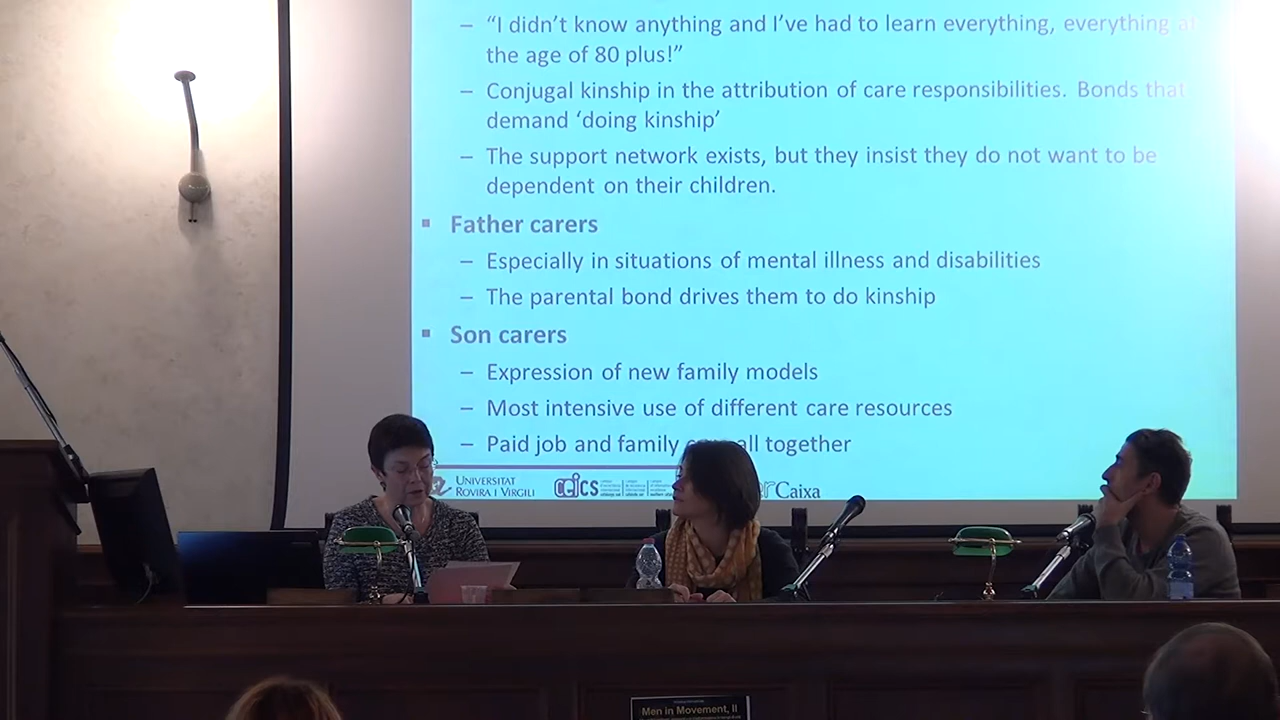 – “I didn’t know anything and I’ve had to learn everything, everything at
the age of 80 plus!”
– Conjugal kinship in the attribution of care responsibilities. Bonds that
demand ‘doing kinship’
– The support network exists, but they insist they do not want to be
dependent on their children.
▪ Father carers
– Especially in situations of mental illness and disabilities
– The parental bond drives them to do kinship
▪ Son carers
– Expression of new family models
– Most intensive use of different care resources
– Paid job and family all together
UNIVERSITAT
ROVIRA I VIRGILI
CEICS
Caixa
Men in Movement, II